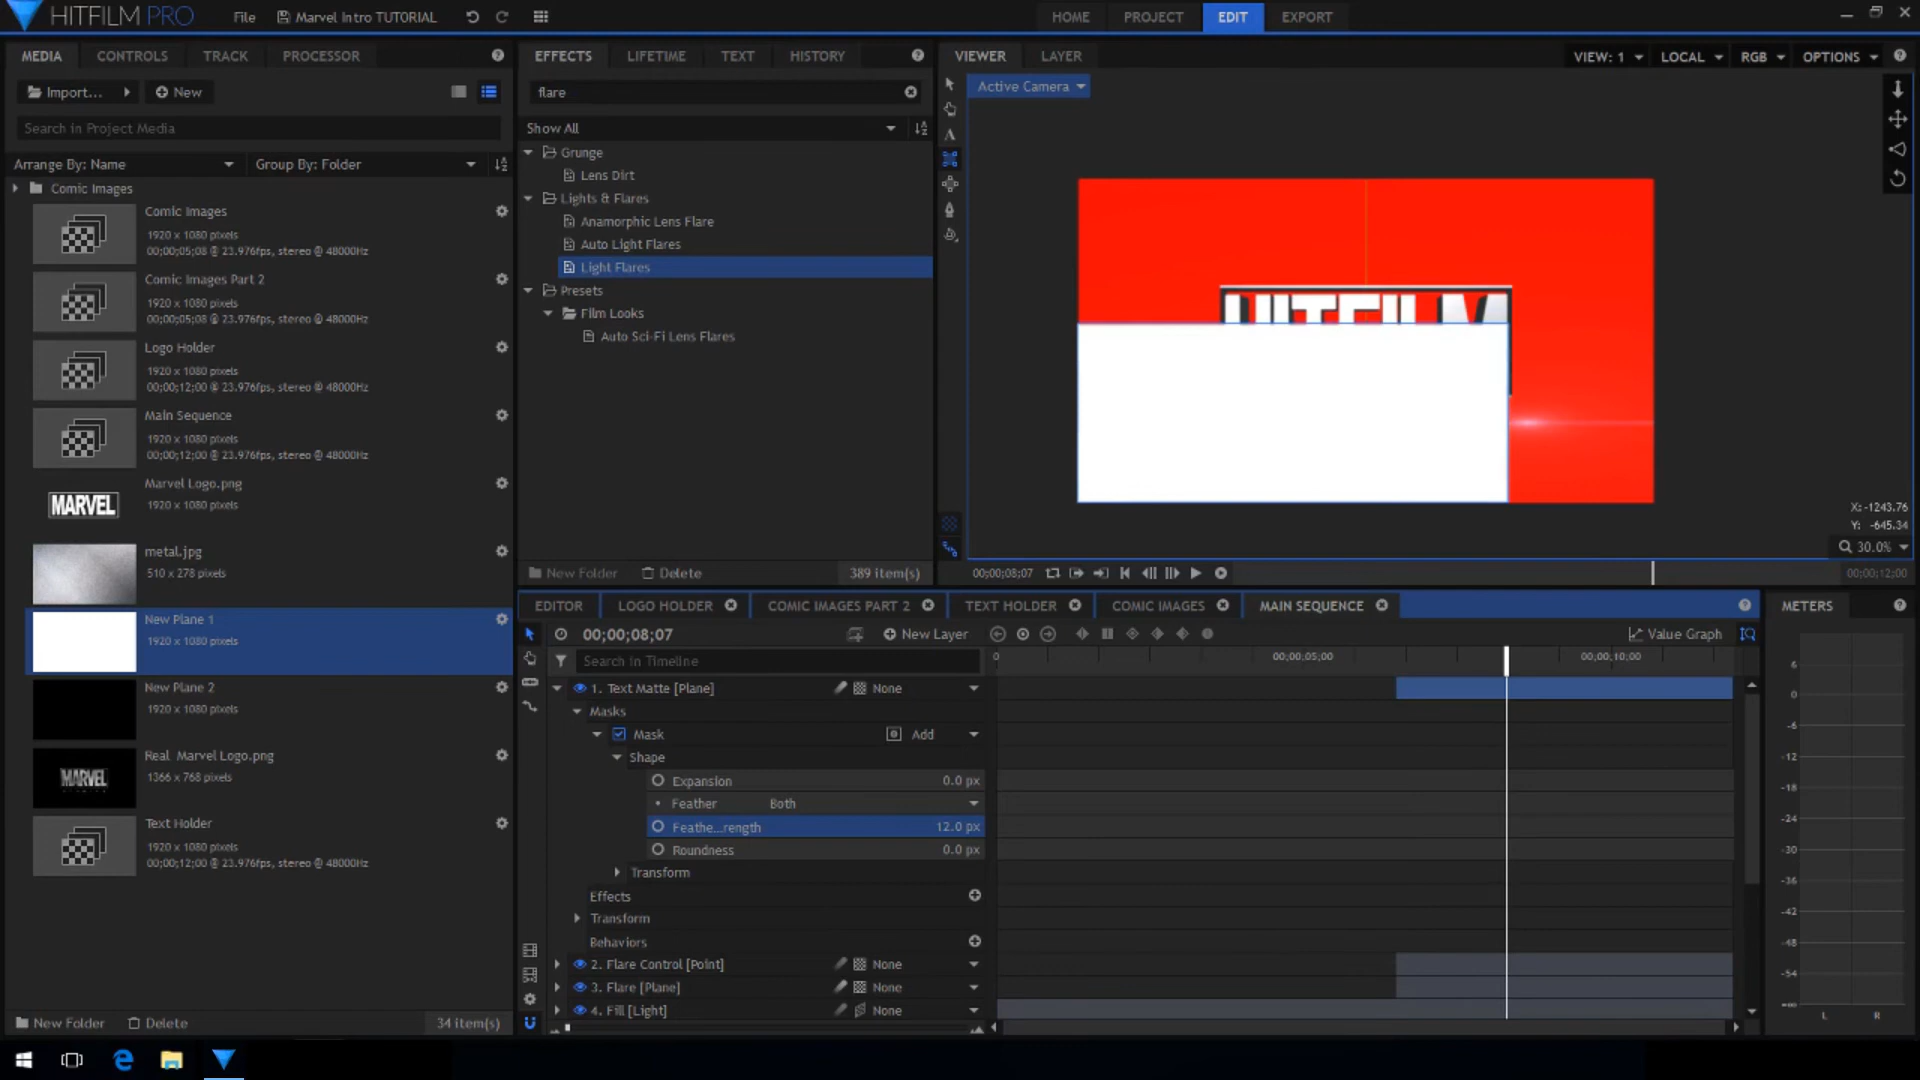 HITFILM PRO
File
Marvel Intro TUTORIAL
HOME
PROJECT
EDIT
EXPORT
MEDIA
CONTROLS
TRACK
PROCESSOR
Import...
New
Search in Project Media
Arrange By: Name
Group By: Folder
Comic Images
Comic Images
1920 x 1080 pixels
00;00;05;08 @ 23.976fps, stereo @ 48000Hz
Comic Images Part 2
1920 x 1080 pixels
00;00;05;08 @ 23.976fps, stereo @ 48000Hz
Logo Holder
1920 x 1080 pixels
00;00;12;00 @ 23.976fps, stereo @ 48000Hz
Main Sequence
1920 x 1080 pixels
00;00;12;00 @ 23.976fps, stereo @ 48000Hz
MARVEL
Marvel Logo.png
1920 x 1080 pixels
metal.jpg
510 x 278 pixels
New Plane 1
1920 x 1080 pixels
New Plane 2
1920 x 1080 pixels
MARVEL
Real Marvel Logo.png
1366 x 768 pixels
Text Holder
1920 x 1080 pixels
00;00;12;00 @ 23.976fps, stereo @ 48000Hz
New Folder
Delete
34 item(s)
EFFECTS
LIFETIME
TEXT
HISTORY
flare
Show All
Grunge
Lens Dirt
Lights & Flares
Anamorphic Lens Flare
Auto Light Flares
Light Flares
Presets
Film Looks
Auto Sci-Fi Lens Flares
New Folder
Delete
389 item(s)
VIEWER
LAYER
VIEW: 1
LOCAL
RGB
OPTIONS
Active Camera
HITFILM
X: -1243.76
Y: -645.34
30.0%
00;00;08;07
00;00;12;00
EDITOR
LOGO HOLDER
COMIC IMAGES PART 2
TEXT HOLDER
COMIC IMAGES
MAIN SEQUENCE
00;00;08;07
New Layer
Value Graph
Search in Timeline
0
00;00;05;00
00;00;10;00
1. Text Matte [Plane]
None
Masks
Mask
Add
Shape
Expansion
0.0 px
Feather
Both
Feathe...rength
12.0 px
Roundness
0.0 px
Transform
Effects
Transform
Behaviors
2. Flare Control [Point]
None
3. Flare [Plane]
None
4. Fill [Light]
None
METERS
6
0
-6
-12
-18
-24
-30
-36
-42
-48
-54
-∞
L
R